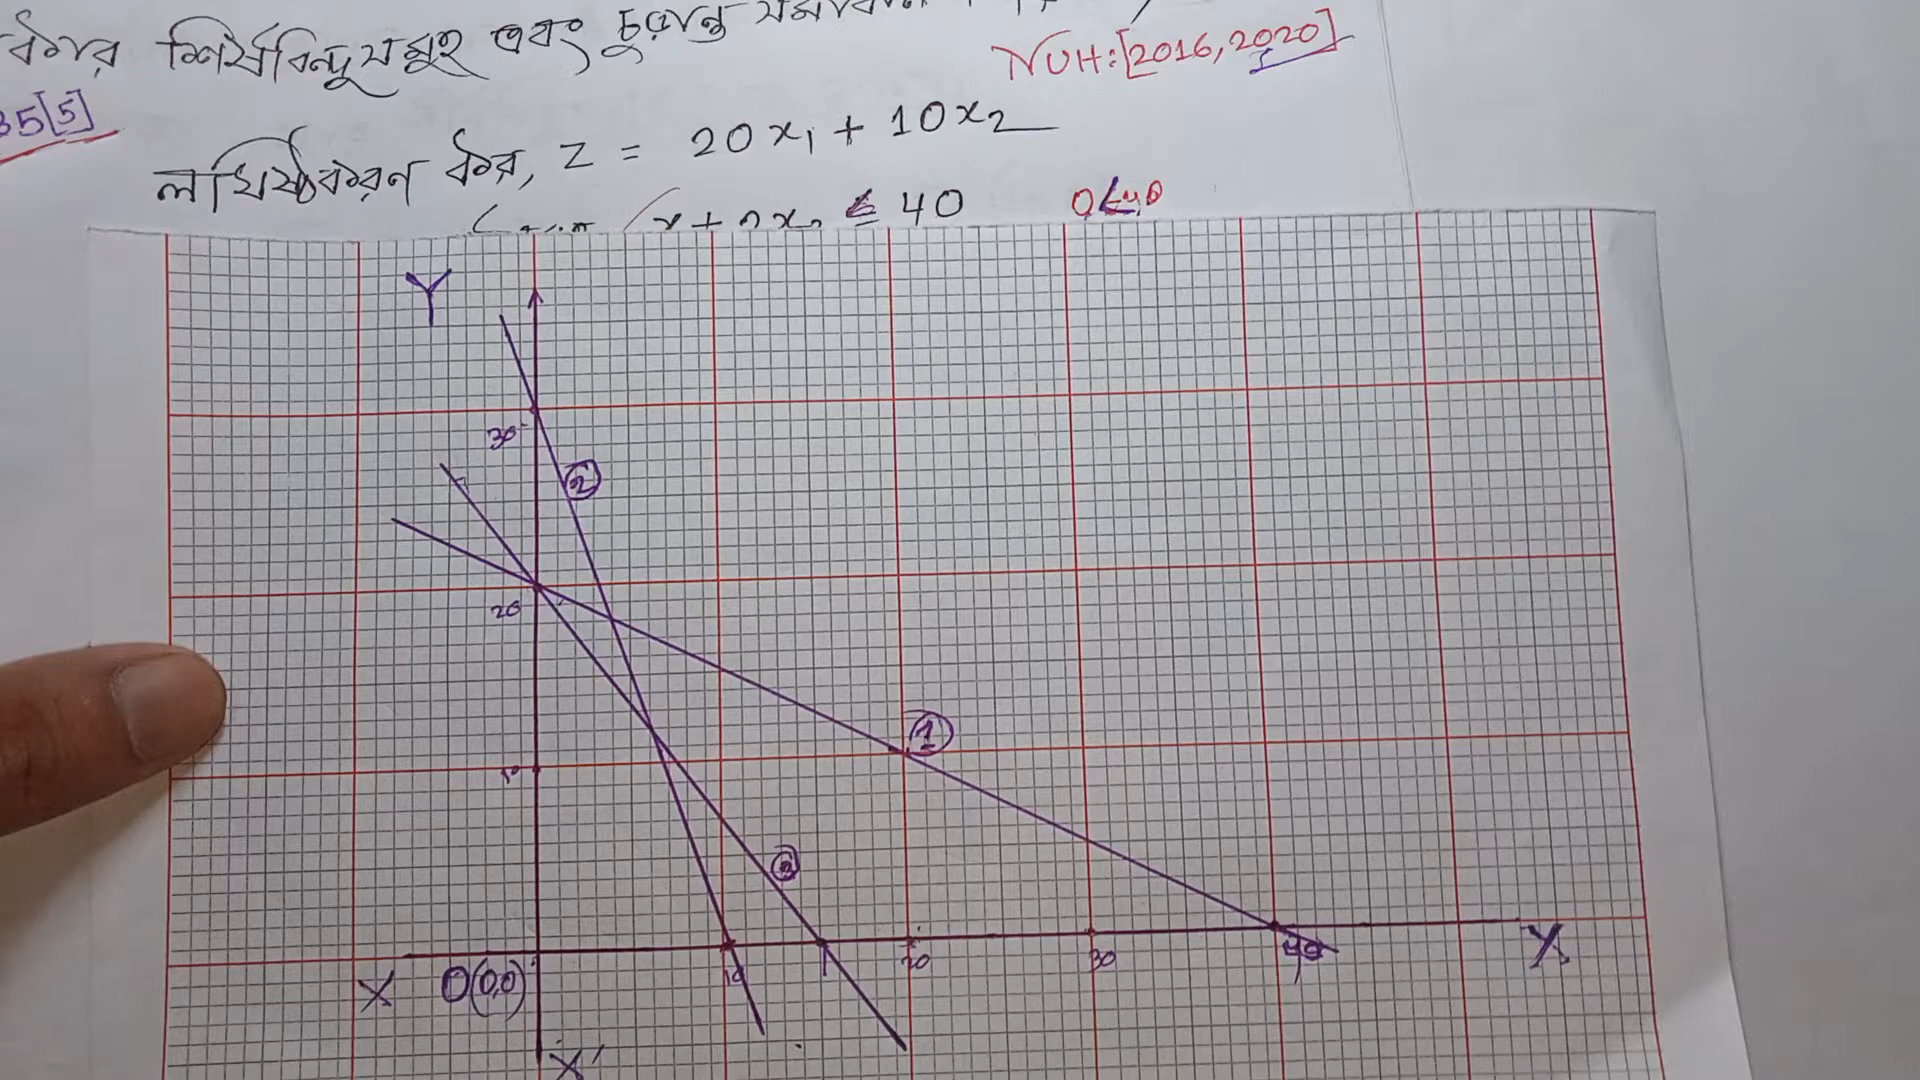 শির্ষবিন্দুসমূহ এবং চুড়ান্ত
NUH:[2016,2020]
35[5]
লঘিষ্ঠকরণ কর, Z = 20x₁ + 10x₂
x + 2x₂ ≤ 40
Y
30
②
20
①
10
③
X O(0,0) 10 20 30 40 X
X'